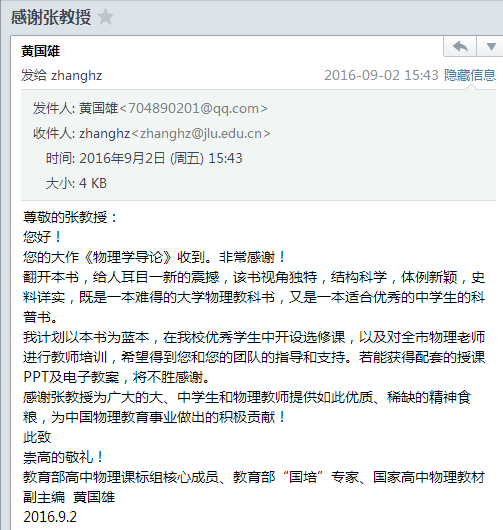 感谢张教授
黄国雄
发给 zhanghz
2016-09-02 15:43 隐藏信息
发件人: 黄国雄<704890201@qq.com>
收件人: zhanghz<zhanghz@jlu.edu.cn>
时间: 2016年9月2日 (周五) 15:43
大小: 4 KB
尊敬的张教授：
您好！
您的大作《物理学导论》收到。非常感谢！
翻开本书，给人耳目一新的震撼，该书视角独特，结构科学，体例新颖，史
料详实，既是一本难得的大学物理教科书，又是一本适合优秀的中学生的科
普书。
我计划以本书为蓝本，在我校优秀学生中开设选修课，以及对全市物理老师
进行教师培训，希望得到您和您的团队的指导和支持。若能获得配套的授课
PPT及电子教案，将不胜感谢。
感谢张教授为广大的大、中学生和物理教师提供如此优质、稀缺的精神食
粮，为中国物理教育事业做出的积极贡献！
此致
崇高的敬礼！
教育部高中物理课标组核心成员、教育部“国培”专家、国家高中物理教材
副主编 黄国雄
2016.9.2